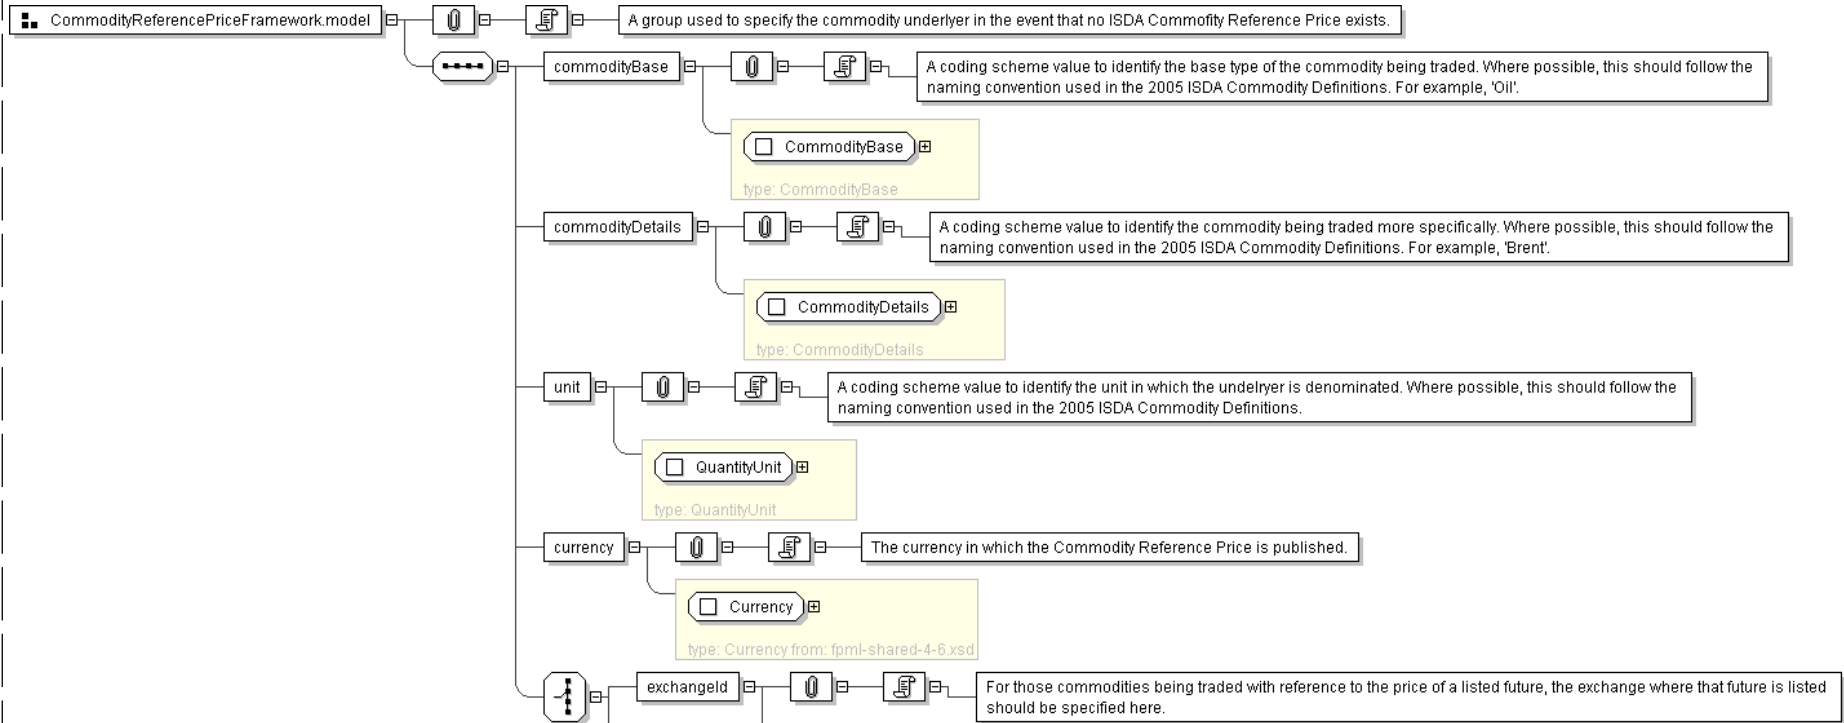 CommodityReferencePriceFramework.model
A group used to specify the commodity underlyer in the event that no ISDA Commofity Reference Price exists.
commodityBase
A coding scheme value to identify the base type of the commodity being traded. Where possible, this should follow the
naming convention used in the 2005 ISDA Commodity Definitions. For example, 'Oil'.
CommodityBase
type: CommodityBase
commodityDetails
A coding scheme value to identify the commodity being traded more specifically. Where possible, this should follow the
naming convention used in the 2005 ISDA Commodity Definitions. For example, 'Brent'.
CommodityDetails
type: CommodityDetails
unit
A coding scheme value to identify the unit in which the undelryer is denominated. Where possible, this should follow the
naming convention used in the 2005 ISDA Commodity Definitions.
QuantityUnit
type: QuantityUnit
currency
The currency in which the Commodity Reference Price is published.
Currency
type: Currency from: fpml-shared-4-6.xsd
exchangeId
For those commodities being traded with reference to the price of a listed future, the exchange where that future is listed
should be specified here.